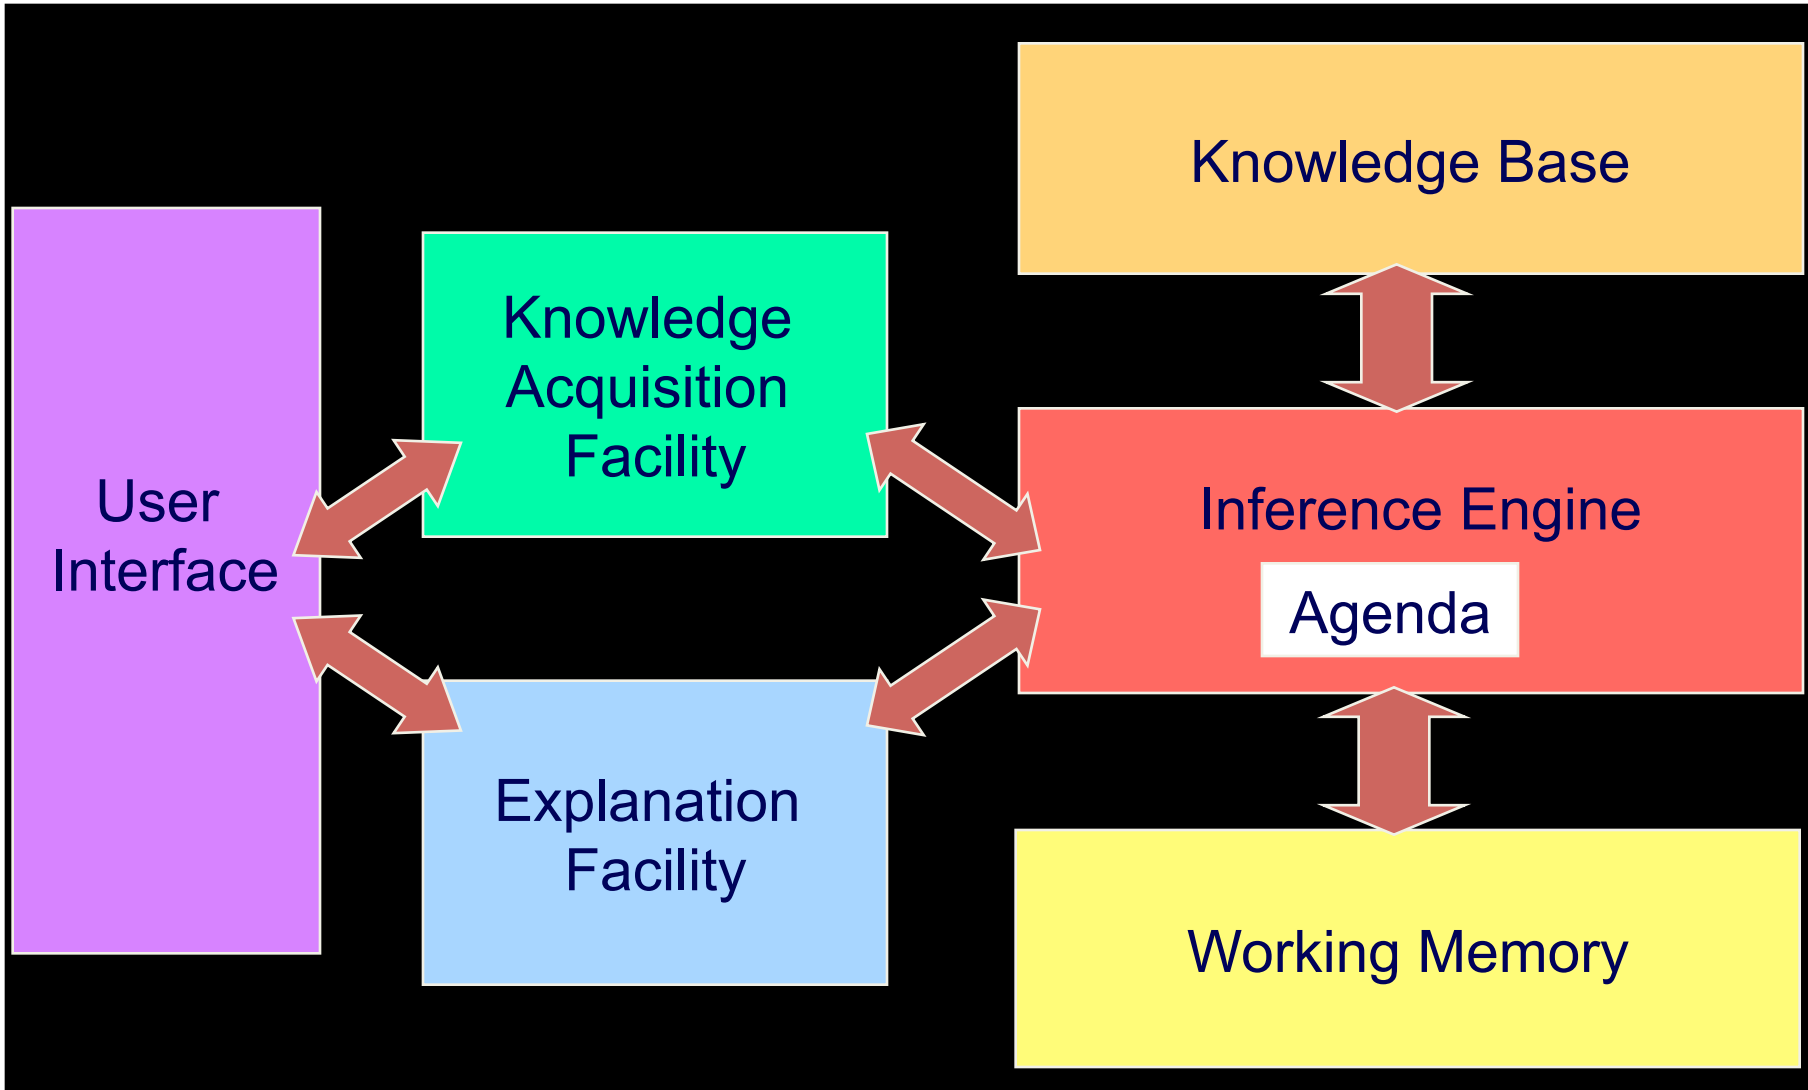 User
Interface
Knowledge
Acquisition
Facility
Explanation
Facility
Knowledge Base
Inference Engine
Agenda
Working Memory